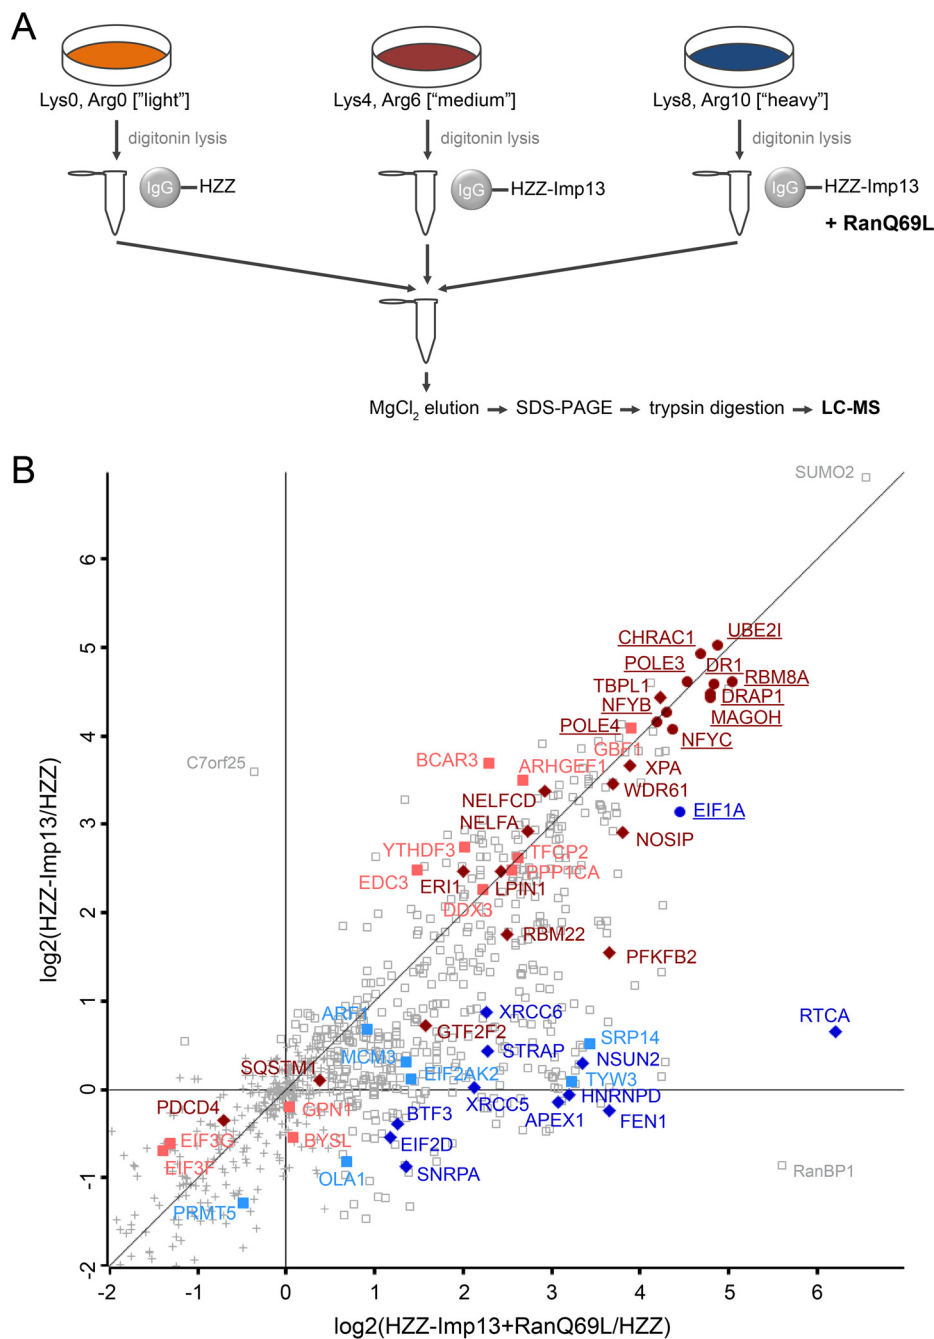 A
Lys0, Arg0 ["light"]
Lys4, Arg6 ["medium"]
Lys8, Arg10 ["heavy"]
digitonin lysis
digitonin lysis
digitonin lysis
IgG HZZ
IgG HZZ-Imp13
IgG HZZ-Imp13
+ RanQ69L
MgCl2 elution SDS-PAGE trypsin digestion LC-MS
B
SUMO2
6
UBE2I
CHRAC1
5
POLE3 DR1
RBM8A
TBPL1
DRAP1
NFYB
MAGOH
POLE4
NFYC
4
GBF1
C7orf25
BCAR3
ARHGEF1
XPA
NELFCD
WDR61
EIF1A
3
NELFA
NOSIP
YTHDF3
TFCP2
EDC3
PPP1CA
ERI1 LPIN1
DDX3
2
RBM22
PFKFB2
1
ARF1
XRCC6
RTCA
GTF2F2
SRP14
STRAP
MCM3
NSUN2
SQSTM1
EIF2AK2
TYW3
0
HNRNPD
PDCD4
GPN1
XRCC5
BTF3
APEX1
FEN1
EIF3G
BYSL
EIF2D
EIF3F
RanBP1
-1
OLA1
SNRPA
PRMT5
-2
-2 -1 0 1 2 3 4 5 6
log2(HZZ-Imp13/HZZ)
log2(HZZ-Imp13+RanQ69L/HZZ)